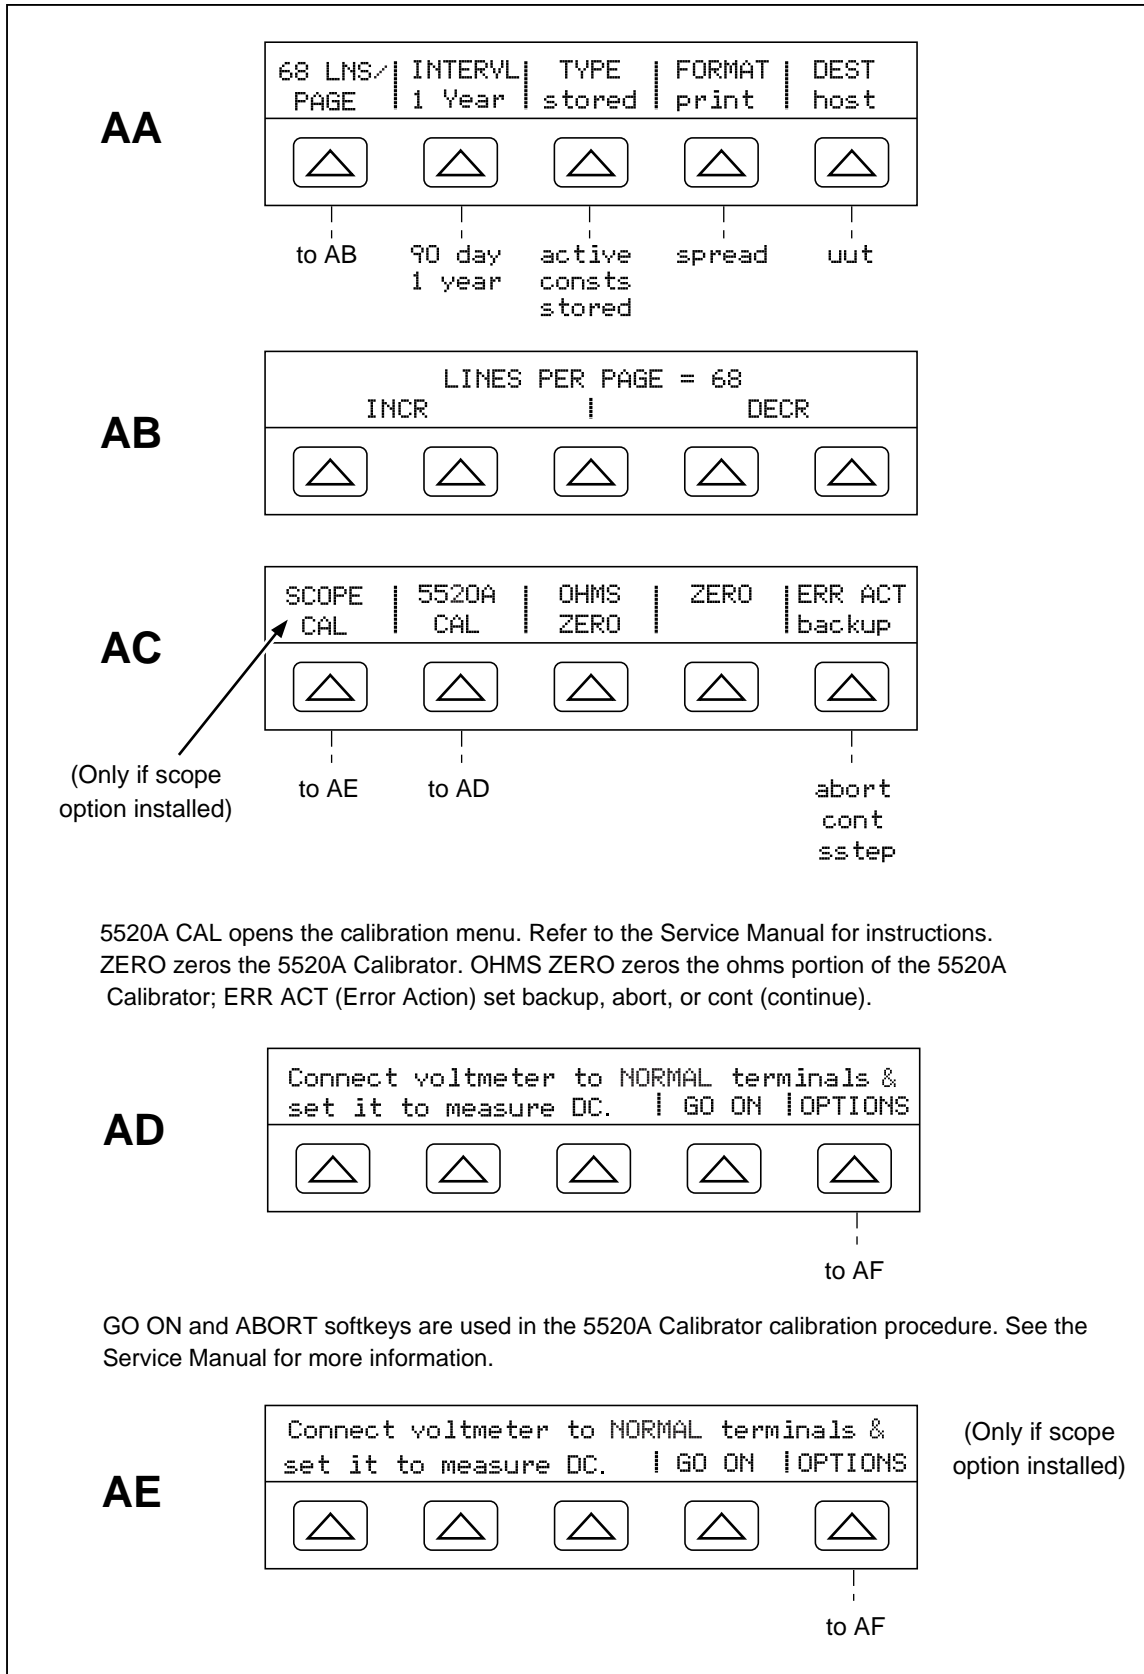 AA
68 LNS/ | INTERVL | TYPE | FORMAT | DEST
PAGE | 1 Year | stored | print | host
to AB 90 day active spread uut
1 year consts
stored
AB
LINES PER PAGE = 68
INCR | DECR
AC
SCOPE | 5520A | OHMS | ZERO | ERR ACT
CAL | CAL | ZERO | | backup
(Only if scope
option installed)
to AE to AD abort
cont
sstep
5520A CAL opens the calibration menu. Refer to the Service Manual for instructions.
ZERO zeros the 5520A Calibrator. OHMS ZERO zeros the ohms portion of the 5520A
Calibrator; ERR ACT (Error Action) set backup, abort, or cont (continue).
AD
Connect voltmeter to NORMAL terminals &
set it to measure DC. | GO ON | OPTIONS
to AF
GO ON and ABORT softkeys are used in the 5520A Calibrator calibration procedure. See the
Service Manual for more information.
AE
Connect voltmeter to NORMAL terminals &
set it to measure DC. | GO ON | OPTIONS
(Only if scope
option installed)
to AF